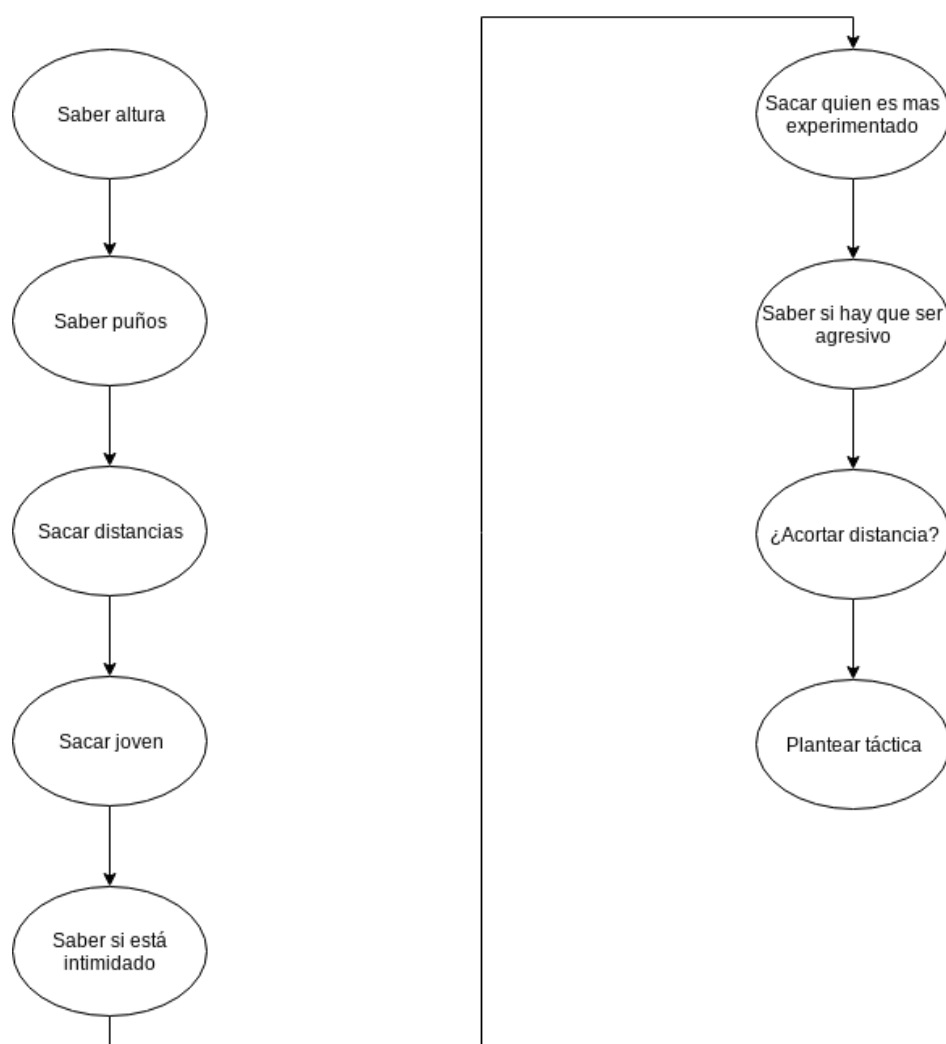 Saber altura
Saber puños
Sacar distancias
Sacar joven
Saber si está
intimidado
Sacar quien es mas
experimentado
Saber si hay que ser
agresivo
¿Acortar distancia?
Plantear táctica